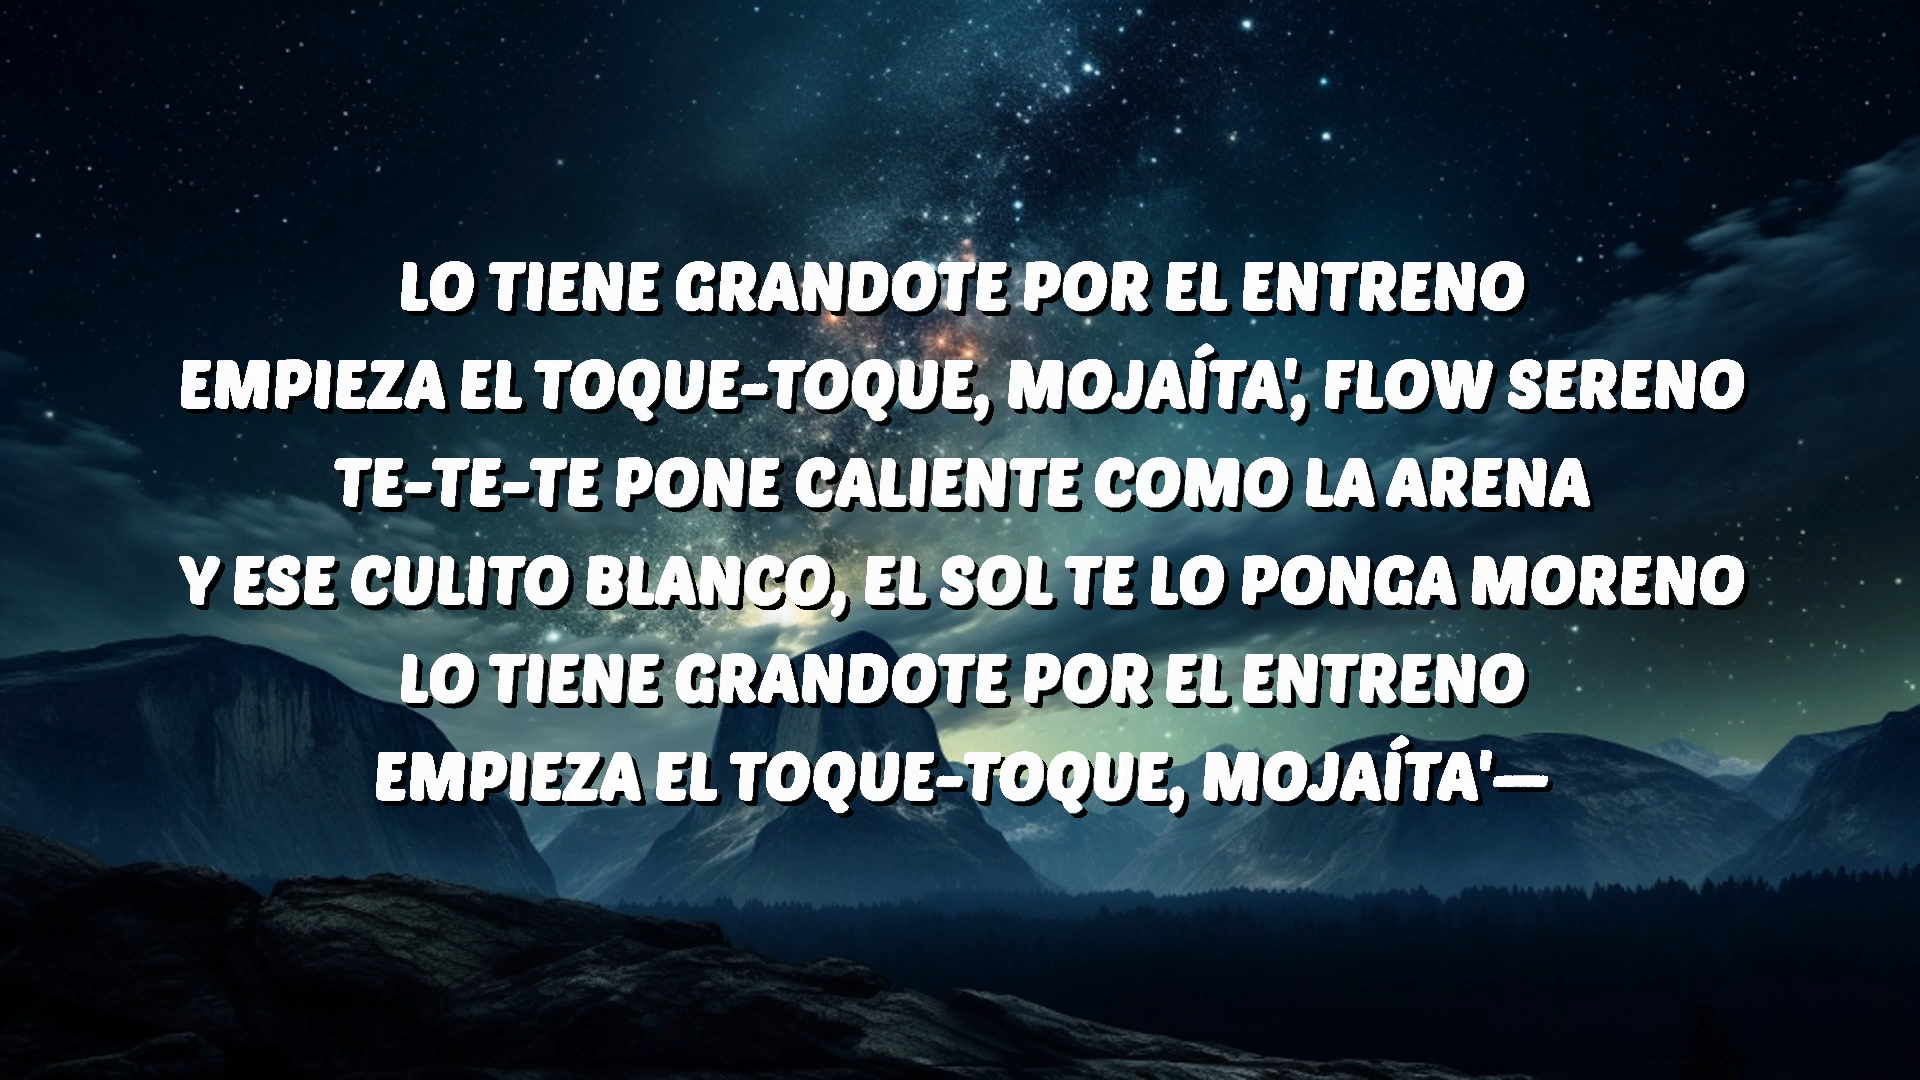 LO TIENE GRANDOTE POR EL ENTRENO
EMPIEZA EL TOQUE-TOQUE, MOJAÍTA', FLOW SERENO
TE-TE-TE PONE CALIENTE COMO LA ARENA
Y ESE CULITO BLANCO, EL SOL TE LO PONGA MORENO
LO TIENE GRANDOTE POR EL ENTRENO
EMPIEZA EL TOQUE-TOQUE, MOJAÍTA'—